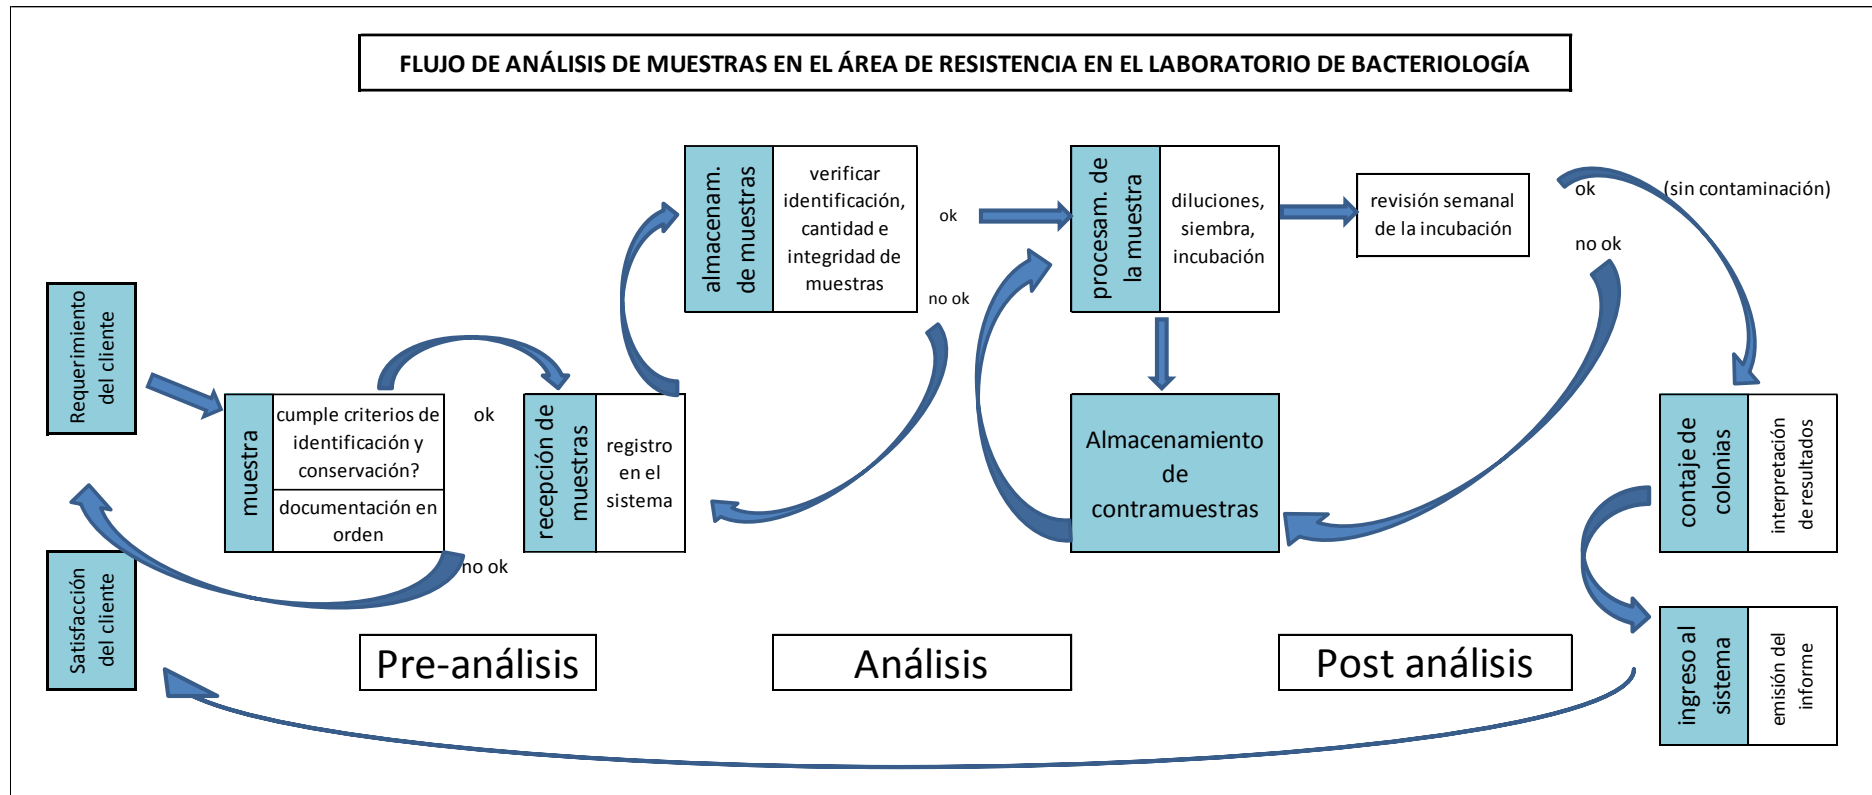 FLUJO DE ANÁLISIS DE MUESTRAS EN EL ÁREA DE RESISTENCIA EN EL LABORATORIO DE BACTERIOLOGÍA
Requerimiento
del cliente
muestra
cumple criterios de
identificación y
conservación?
documentación en
orden
ok
no ok
recepción de
muestras
registro
en el
sistema
almacenam.
de muestras
verificar
identificación,
cantidad e
integridad de
muestras
ok
no ok
procesam. de
la muestra
diluciones,
siembra,
incubación
revisión semanal
de la incubación
ok
(sin contaminación)
no ok
Almacenamiento
de
contramuestras
contaje de
colonias
interpretación
de resultados
ingreso al
sistema
emisión del
informe
Satisfacción
del cliente
Pre-análisis
Análisis
Post análisis